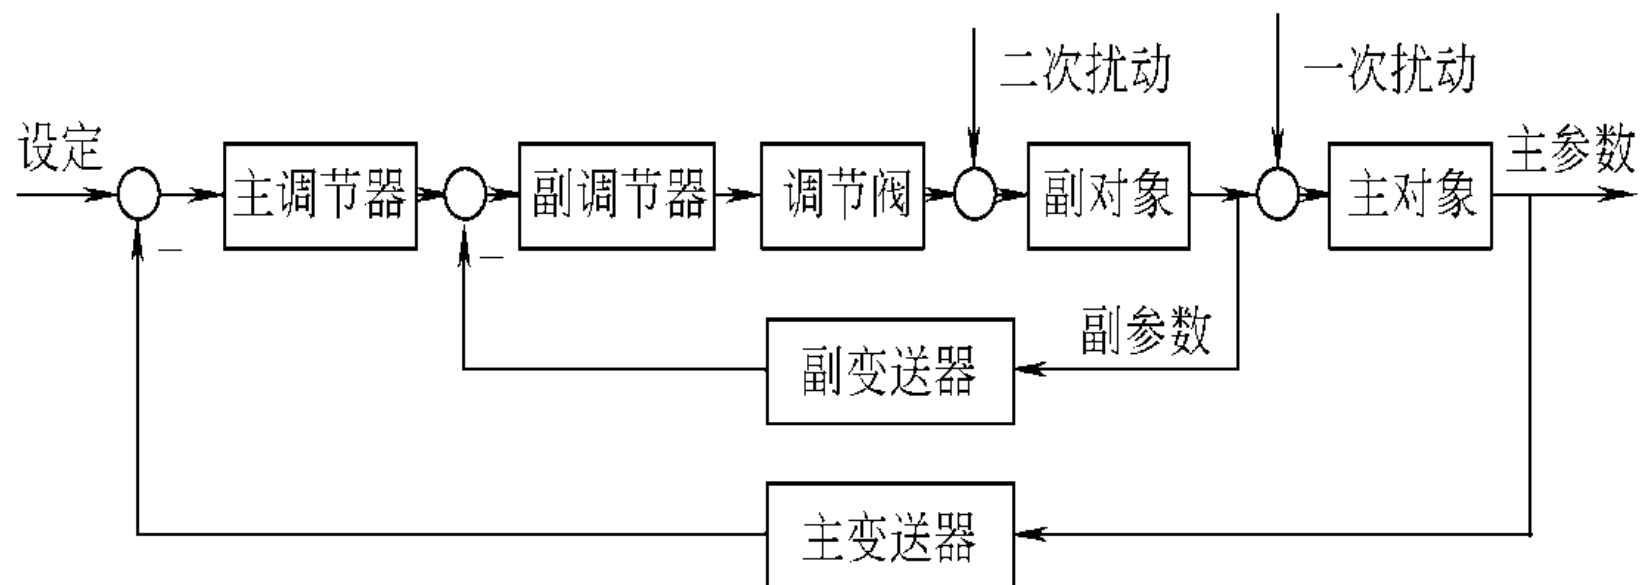 二次扰动
一次扰动
设定
主参数
主调节器
副调节器
调节阀
副对象
主对象
副参数
副变送器
主变送器